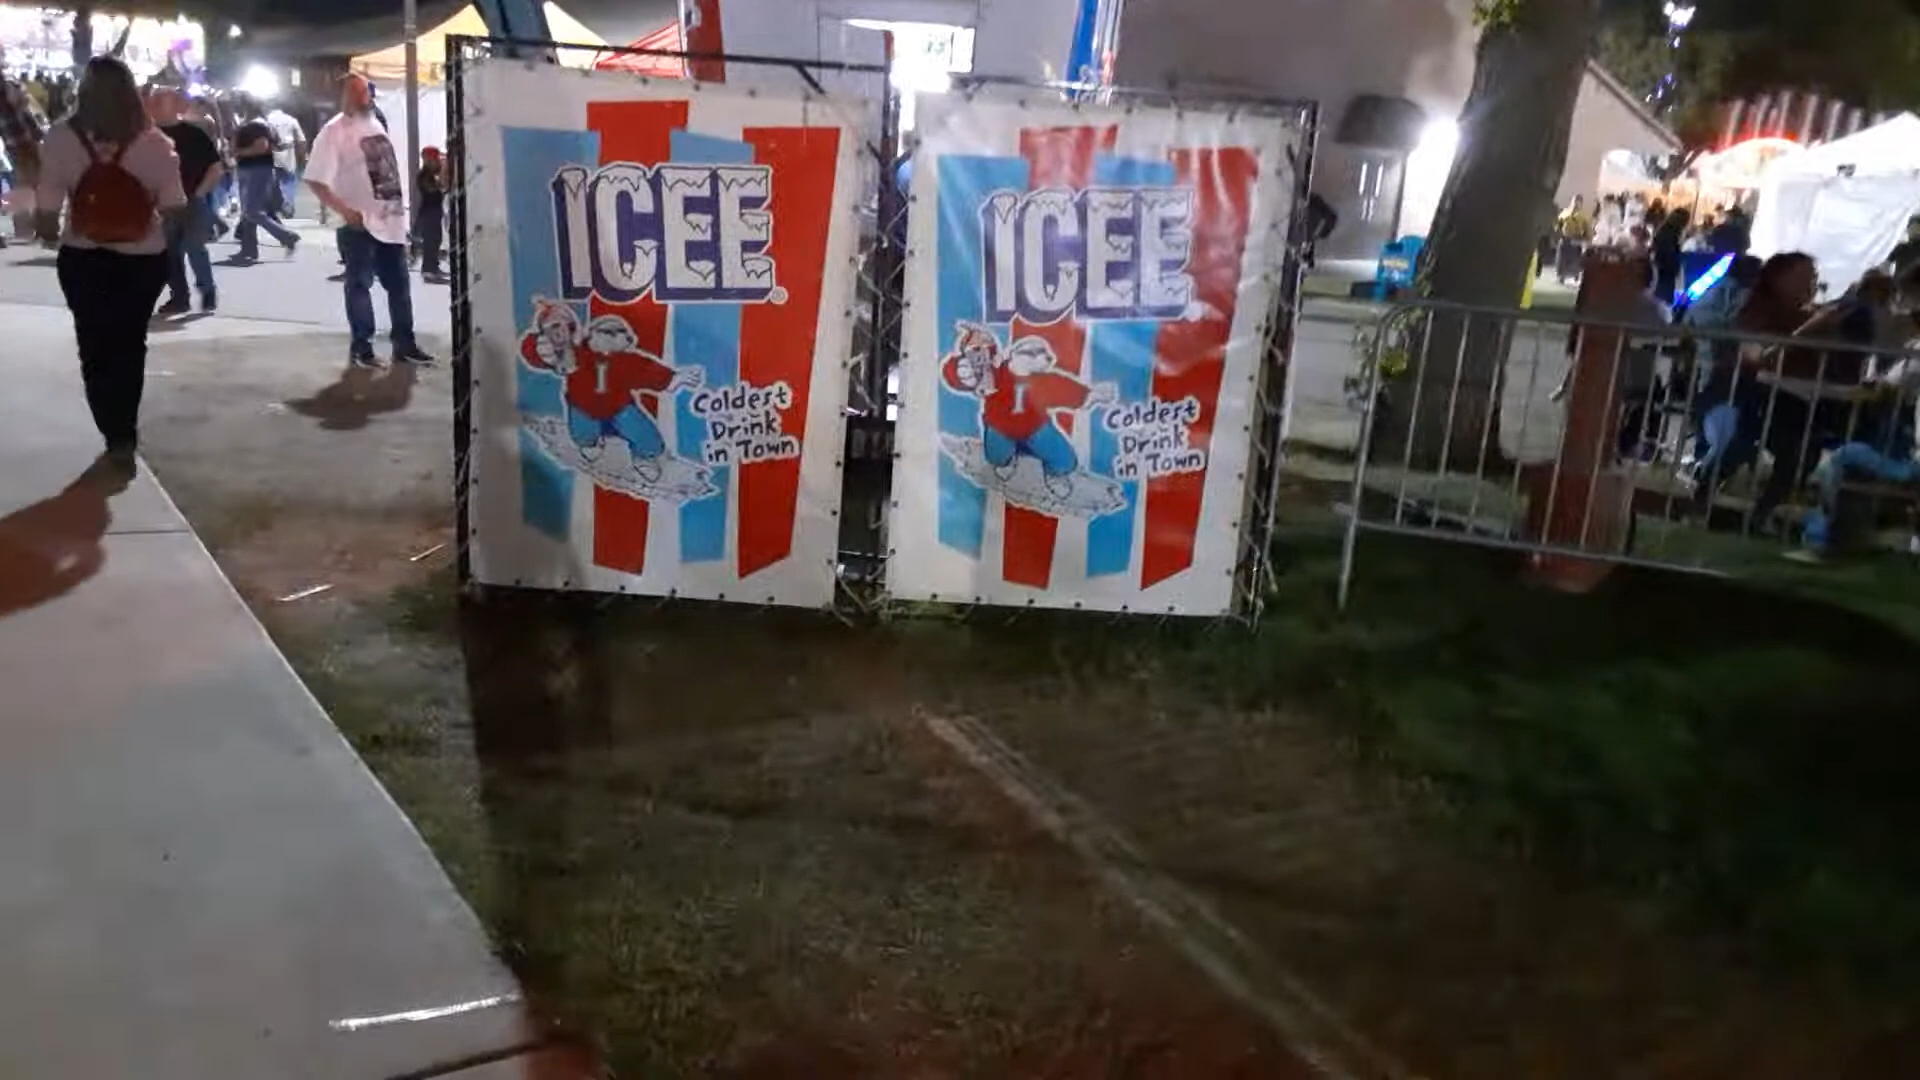 ICEE
I
Coldest
Drink
in Town
ICEE
I
Coldest
Drink
in Town